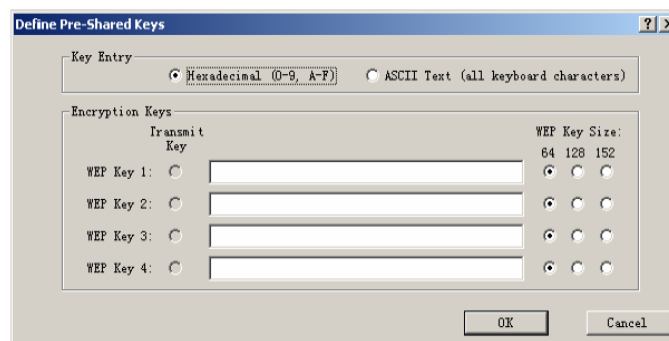 Define Pre-Shared Keys
Key Entry
Hexadecimal (0-9, A-F)
ASCII Text (all keyboard characters)
Encryption Keys
Transmit
Key
WEP Key Size:
64 128 152
WEP Key 1:
WEP Key 2:
WEP Key 3:
WEP Key 4:
OK
Cancel